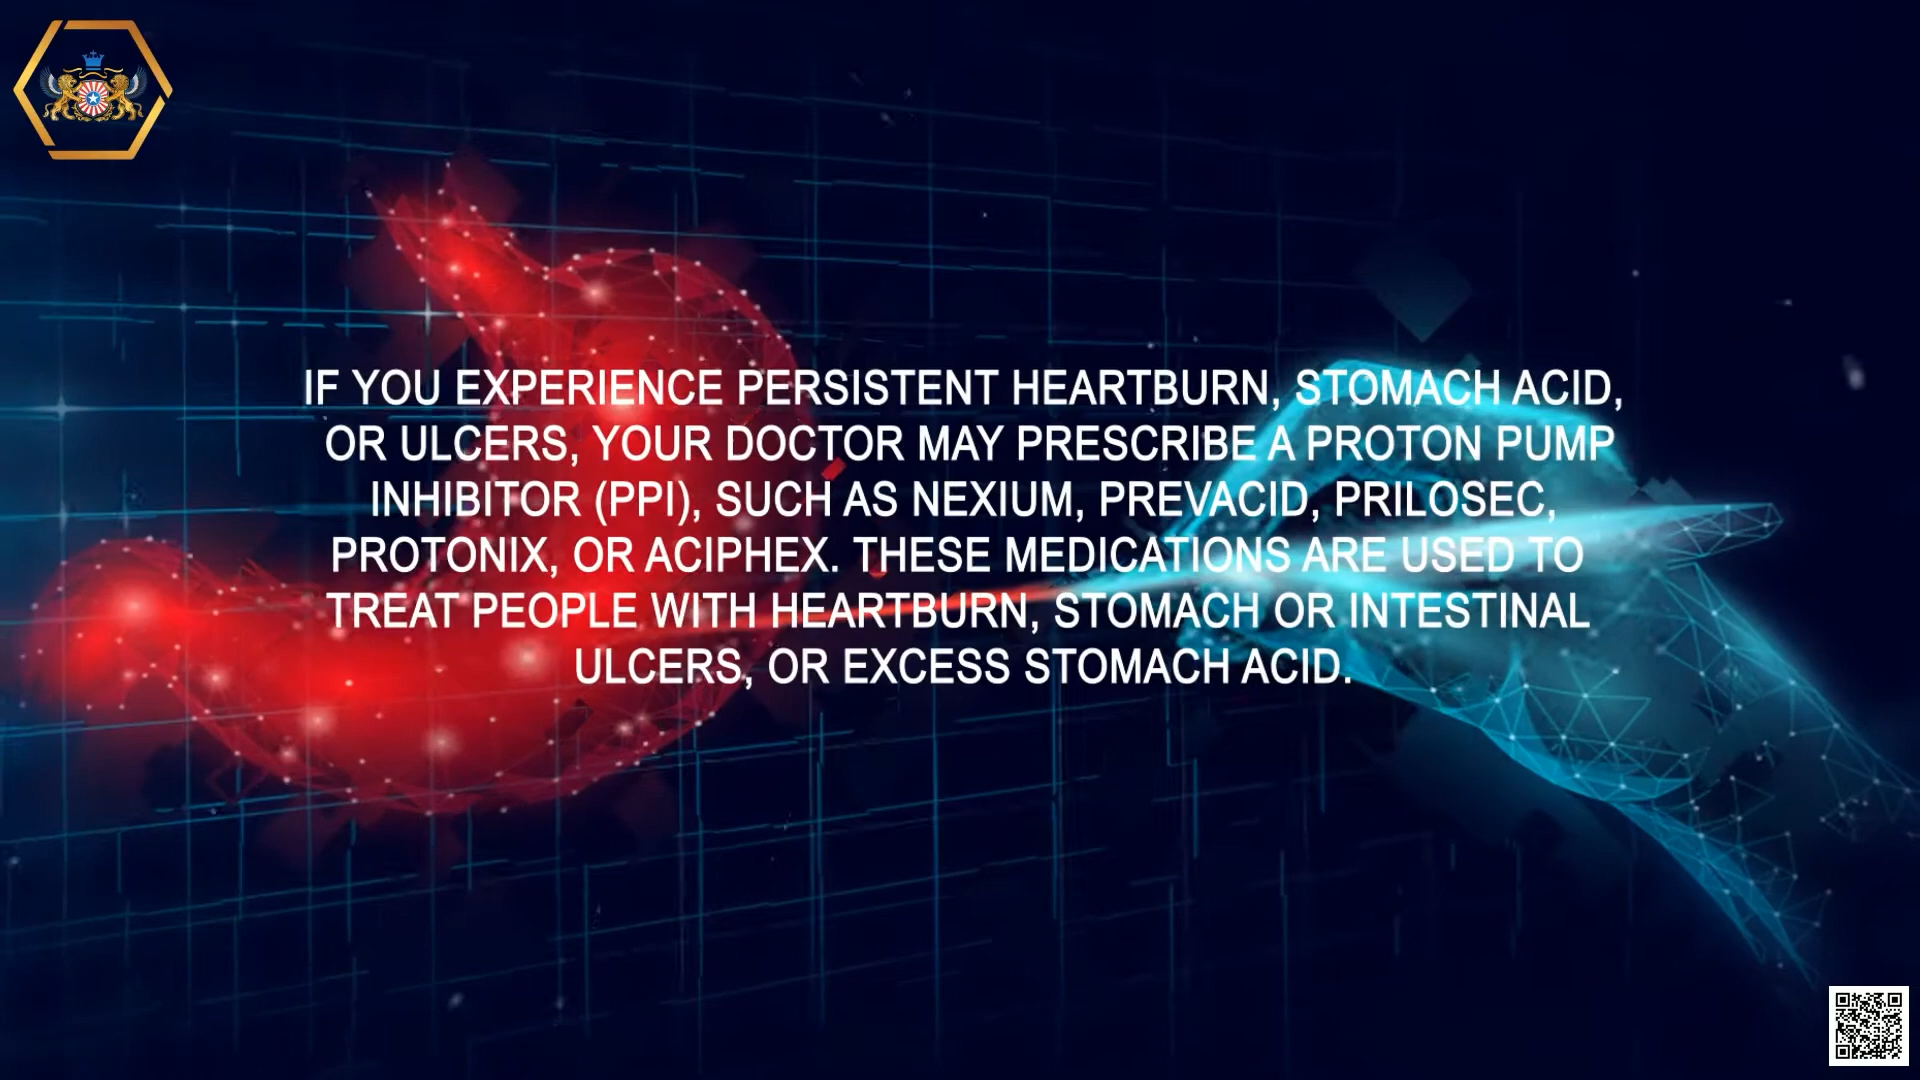 IF YOU EXPERIENCE PERSISTENT HEARTBURN, STOMACH ACID,
OR ULCERS, YOUR DOCTOR MAY PRESCRIBE A PROTON PUMP
INHIBITOR (PPI), SUCH AS NEXIUM, PREVACID, PRILOSEC,
PROTONIX, OR ACIPHEX. THESE MEDICATIONS ARE USED TO
TREAT PEOPLE WITH HEARTBURN, STOMACH OR INTESTINAL
ULCERS, OR EXCESS STOMACH ACID.